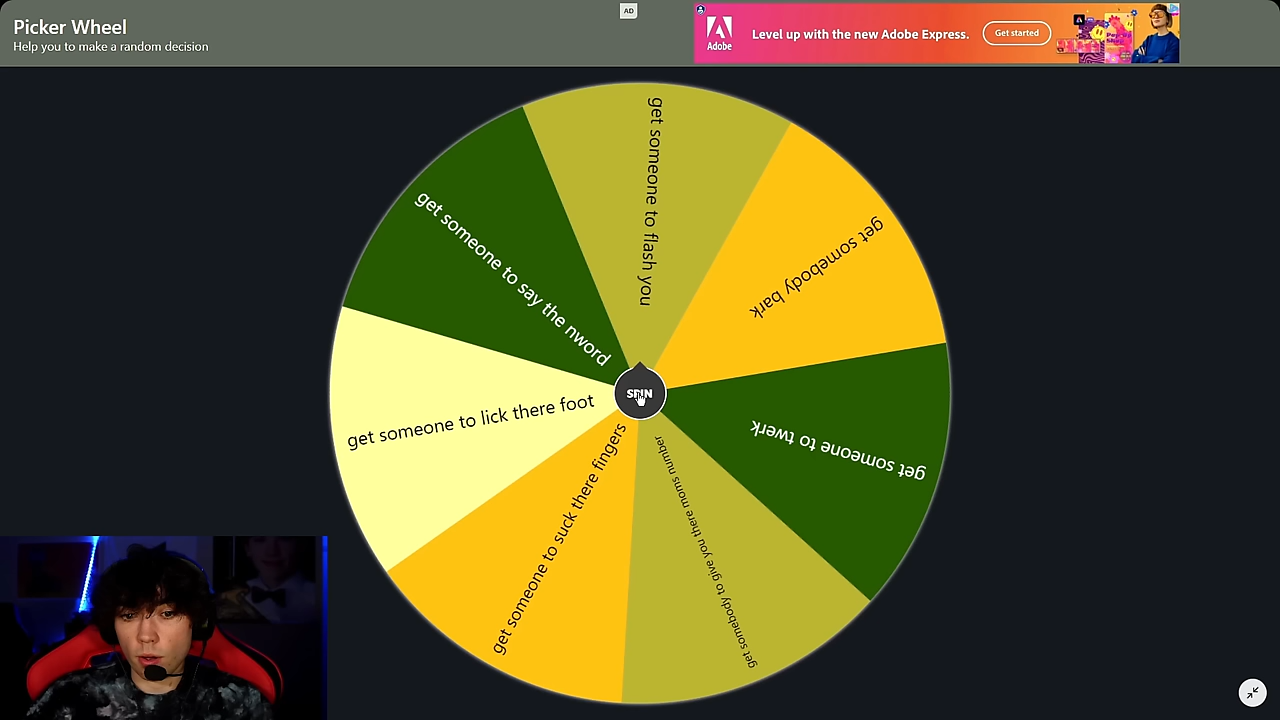 Picker Wheel
Help you to make a random decision
AD
Adobe
Level up with the new Adobe Express.
Get started
get someone to flash you
get somebody bark
get someone to twerk
get somebody to give you there moms number
get someone to suck there fingers
get someone to lick there foot
get someone to say the nword
SPIN